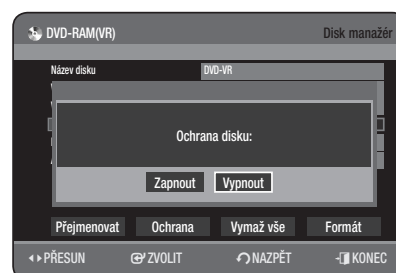 DVD-RAM(VR) Disk manažér
Název disku DVD-VR
Ochrana disku:
Zapnout Vypnout
Přejmenovat Ochrana Vymaž vše Formát
PŘESUN ZVOLIT NAZPĚT KONEC